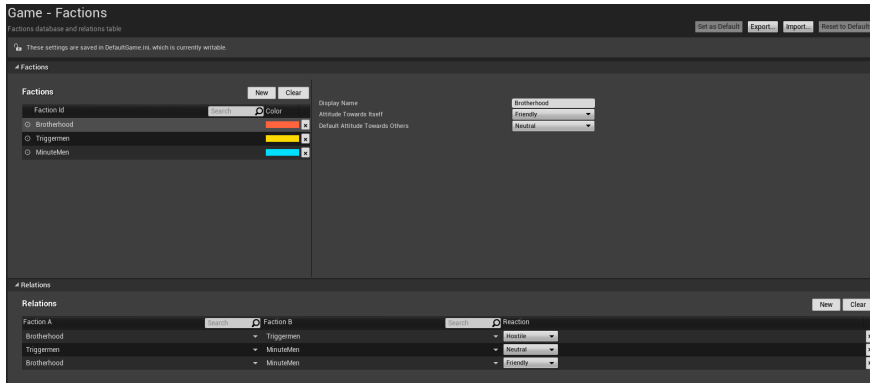 Game - Factions
Factions database and relations table
Set as Default Export... Import... Reset to Default
These settings are saved in DefaultGame.ini, which is currently writable.
Factions
Factions New Clear
Faction Id Search Color
Brotherhood
Triggermen
MinuteMen
Display Name Brotherhood
Attitude Towards Itself Friendly
Default Attitude Towards Others Neutral
Relations
Relations New Clear
Faction A Search Faction B Search Reaction
Brotherhood Triggermen Hostile
Triggermen MinuteMen Neutral
Brotherhood MinuteMen Friendly